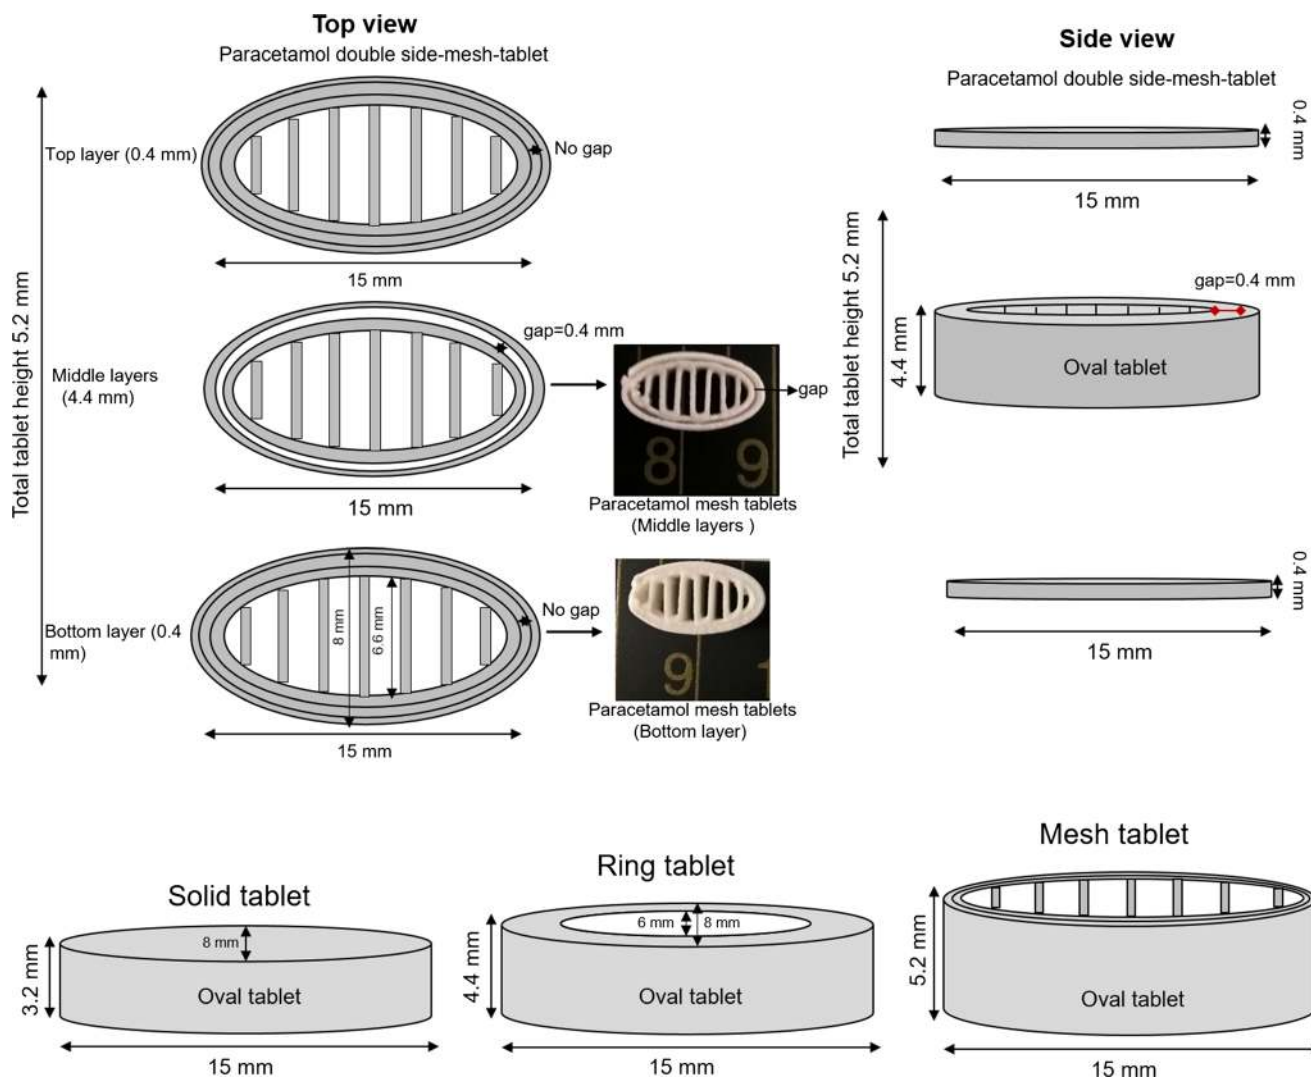 Top view
Paracetamol double side-mesh-tablet
Top layer (0.4 mm)
No gap
15 mm
Total tablet height 5.2 mm
gap=0.4 mm
Middle layers
(4.4 mm)
gap
8
9
15 mm
Paracetamol mesh tablets
(Middle layers )
Bottom layer (0.4
mm)
8 mm
6.6 mm
No gap
9
1
15 mm
Paracetamol mesh tablets
(Bottom layer)
Side view
Paracetamol double side-mesh-tablet
0.4 mm
15 mm
Total tablet height 5.2 mm
gap=0.4 mm
4.4 mm
Oval tablet
0.4 mm
15 mm
Solid tablet
8 mm
3.2 mm
Oval tablet
15 mm
Ring tablet
6 mm
8 mm
4.4 mm
Oval tablet
15 mm
Mesh tablet
5.2 mm
Oval tablet
15 mm